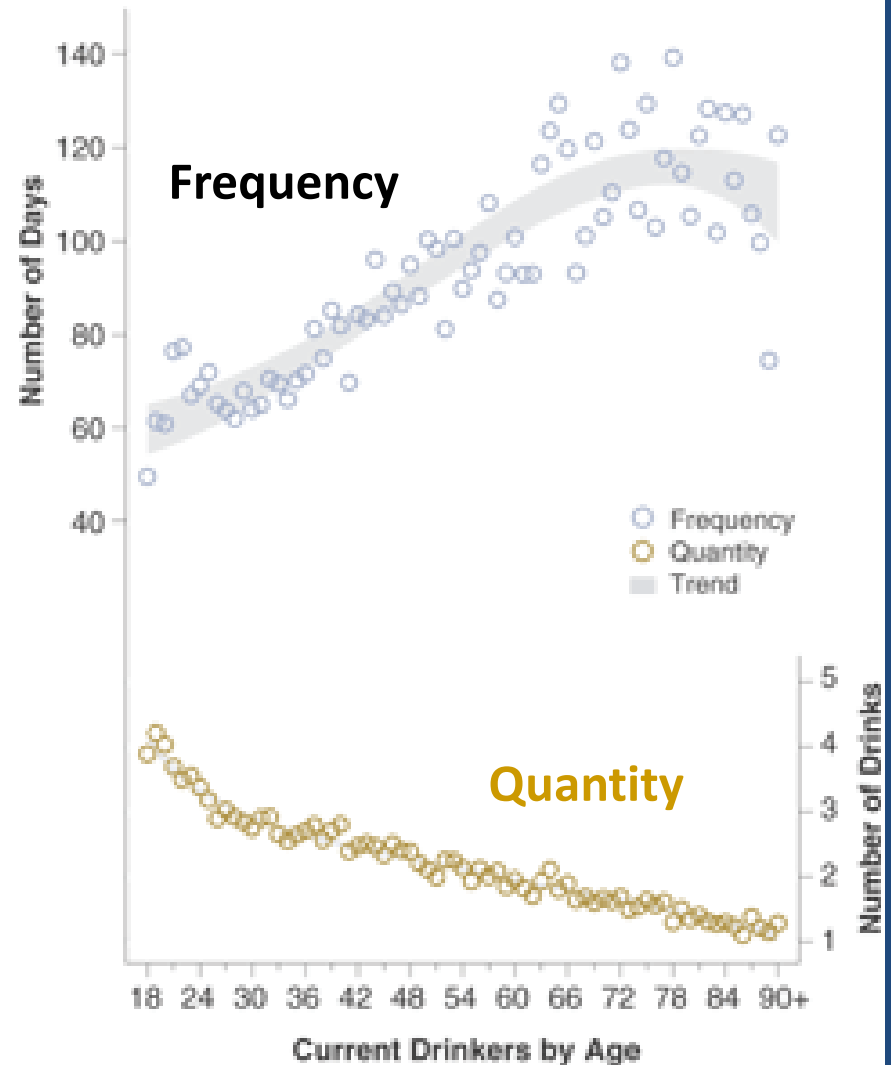 140
120
100
80
60
40
Number of Days
Frequency
Frequency
Quantity
Trend
5
4
3
2
1
Number of Drinks
Quantity
18 24 30 36 42 48 54 60 66 72 78 84 90+
Current Drinkers by Age